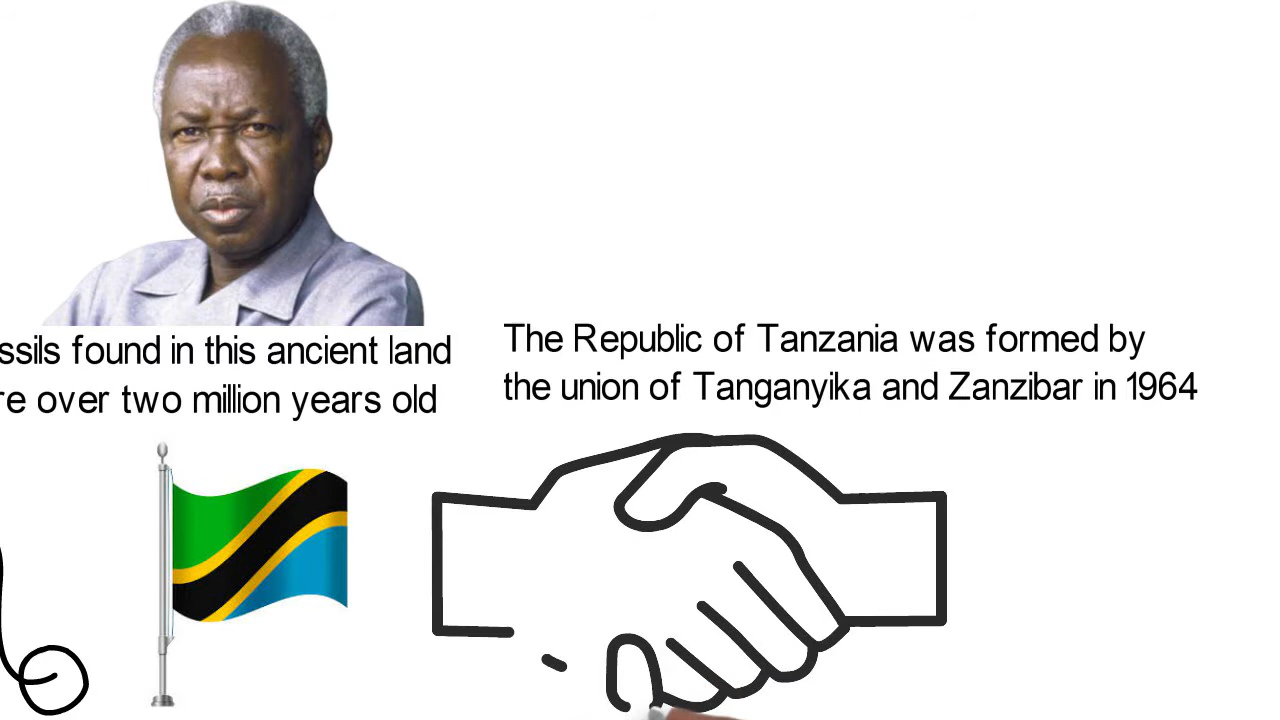 ssils found in this ancient land
re over two million years old
The Republic of Tanzania was formed by
the union of Tanganyika and Zanzibar in 1964